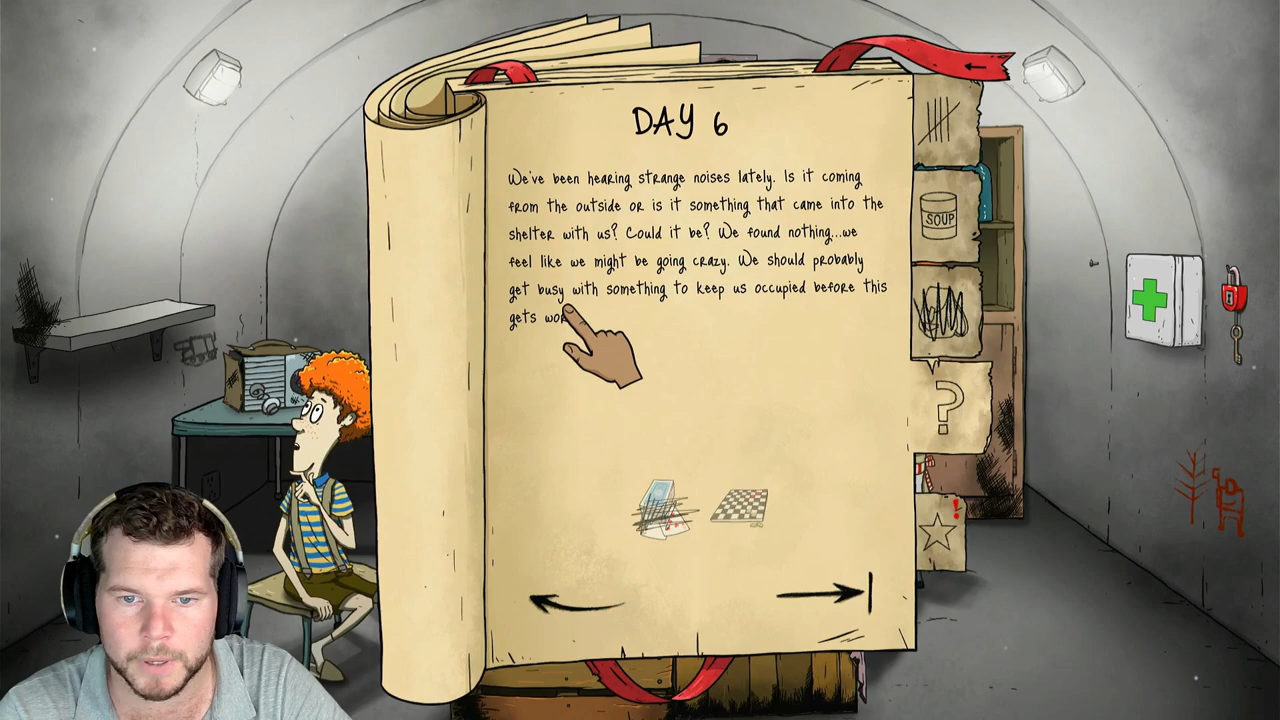 DAY 6
We've been hearing strange noises lately. Is it coming
from the outside or is it something that came into the
shelter with us? Could it be? We found nothing...we
feel like we might be going crazy. We should probably
get busy with something to keep us occupied before this
gets
SOUP
?
!